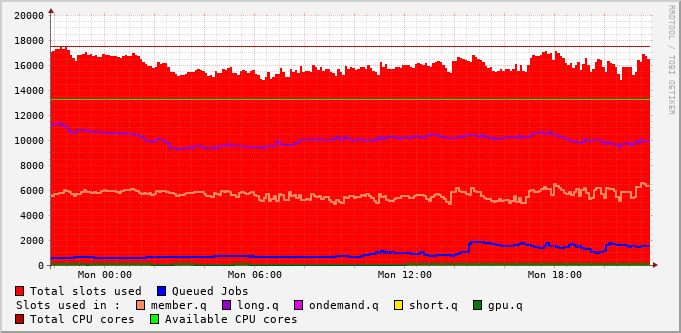 20000
18000
16000
14000
12000
10000
8000
6000
4000
2000
0
Mon 00:00 Mon 06:00 Mon 12:00 Mon 18:00
RRDTOOL / TOBI OETIKER
Total slots used Queued Jobs
Slots used in : member.q long.q ondemand.q short.q gpu.q
Total CPU cores Available CPU cores